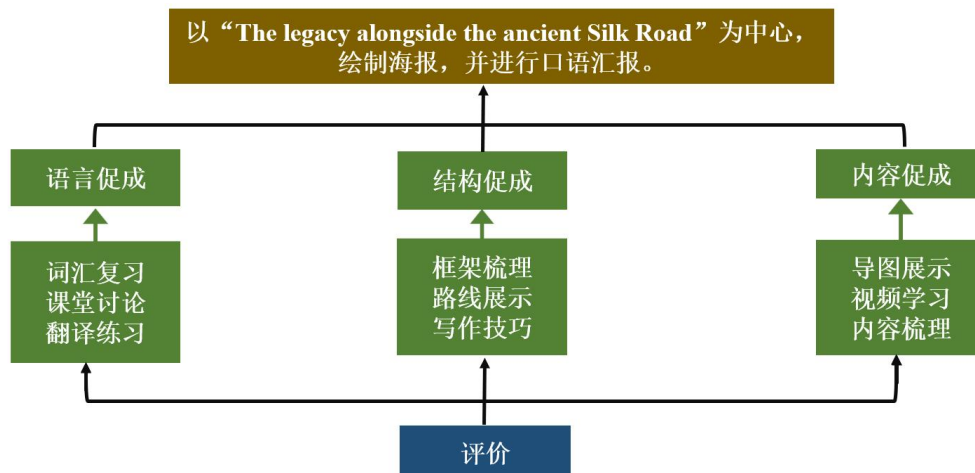 以“The legacy alongside the ancient Silk Road”为中心，
绘制海报，并进行口语汇报。
语言促成
结构促成
内容促成
词汇复习
课堂讨论
翻译练习
框架梳理
路线展示
写作技巧
导图展示
视频学习
内容梳理
评价